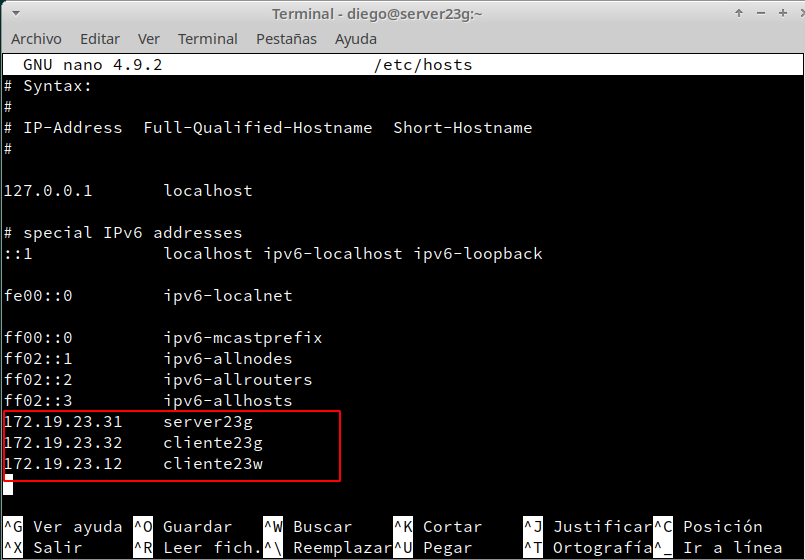 Terminal - diego@server23g:~
Archivo Editar Ver Terminal Pestañas Ayuda
GNU nano 4.9.2 /etc/hosts
# Syntax:
#
# IP-Address Full-Qualified-Hostname Short-Hostname
#
127.0.0.1 localhost
# special IPv6 addresses
::1 localhost ipv6-localhost ipv6-loopback
fe00::0 ipv6-localnet
ff00::0 ipv6-mcastprefix
ff02::1 ipv6-allnodes
ff02::2 ipv6-allrouters
ff02::3 ipv6-allhosts
172.19.23.31 server23g
172.19.23.32 cliente23g
172.19.23.12 cliente23w
^G Ver ayuda ^O Guardar ^W Buscar ^K Cortar ^J Justificar ^C Posición
^X Salir ^R Leer fich. ^\ Reemplazar ^U Pegar ^T Ortografía ^_ Ir a línea